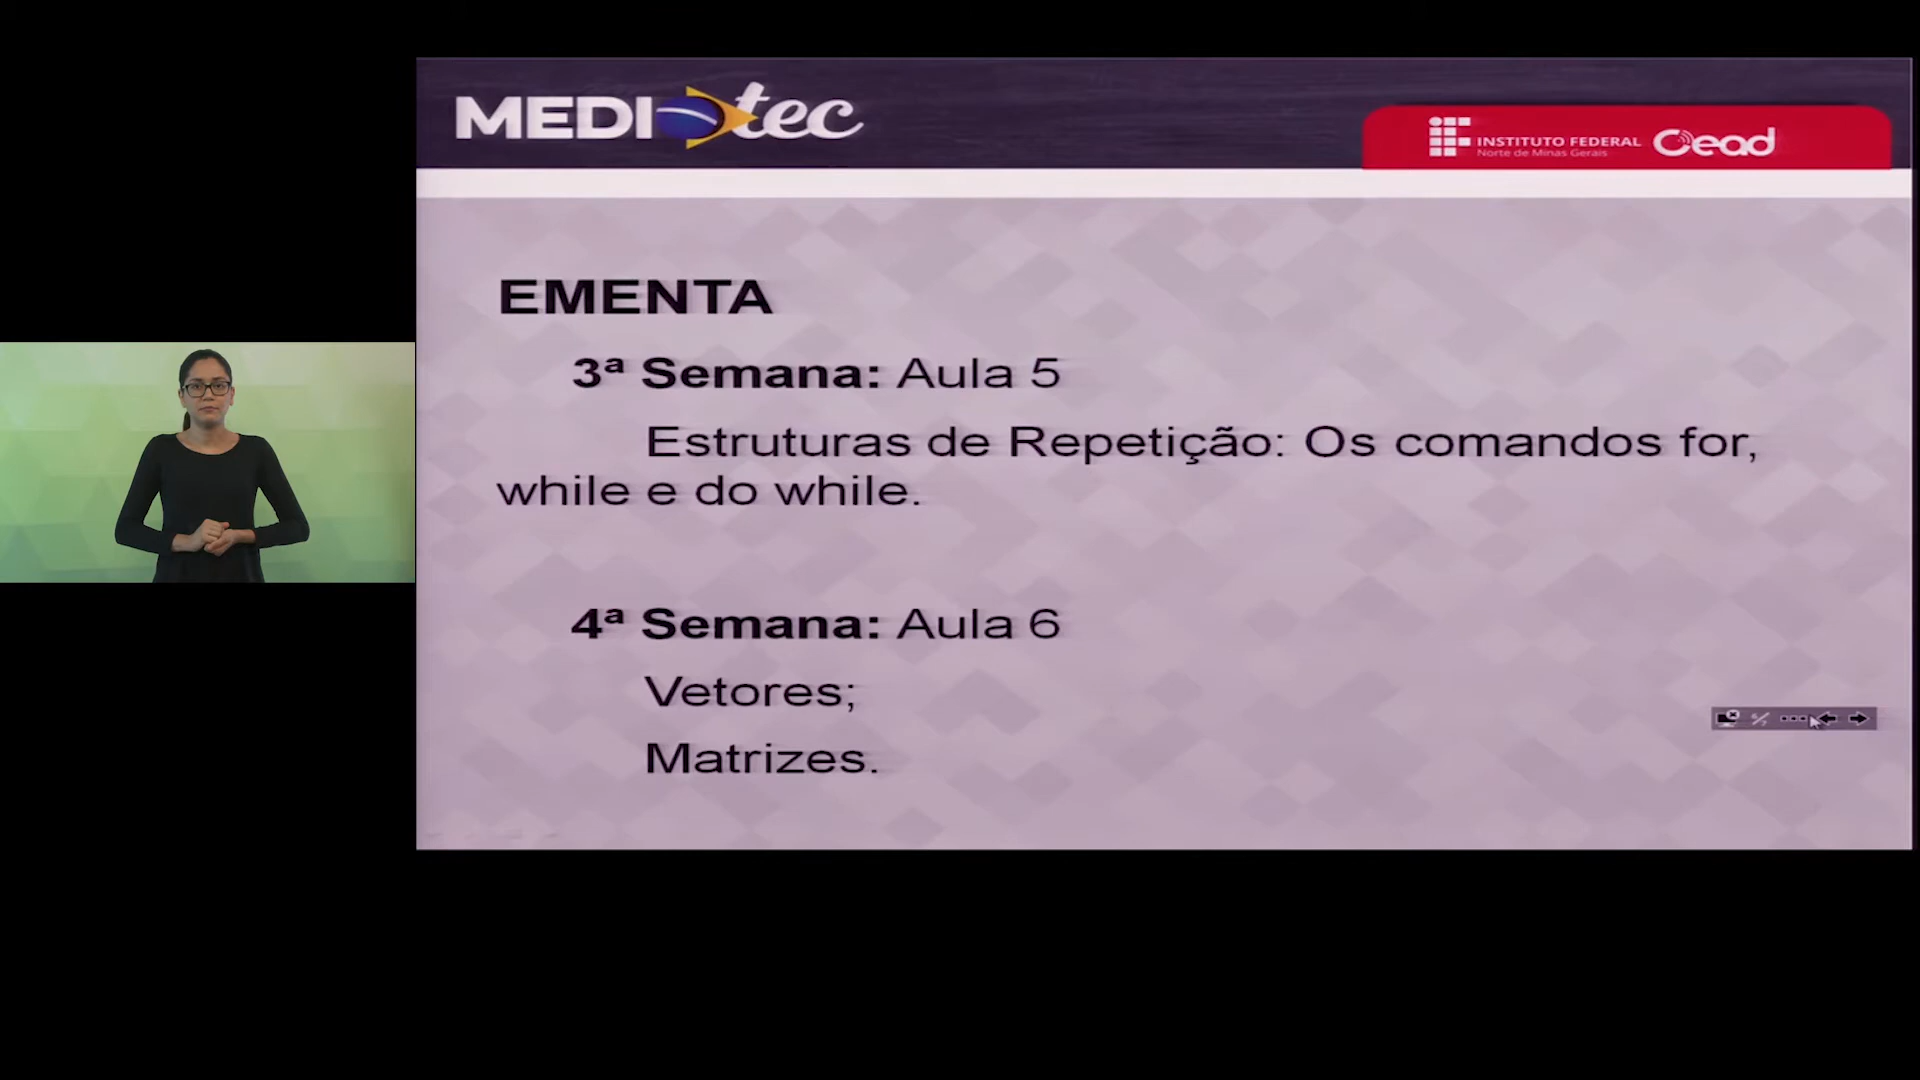 MEDIOtec
INSTITUTO FEDERAL
Norte de Minas Gerais
Cead
EMENTA
3ª Semana: Aula 5
Estruturas de Repetição: Os comandos for,
while e do while.
4ª Semana: Aula 6
Vetores;
Matrizes.